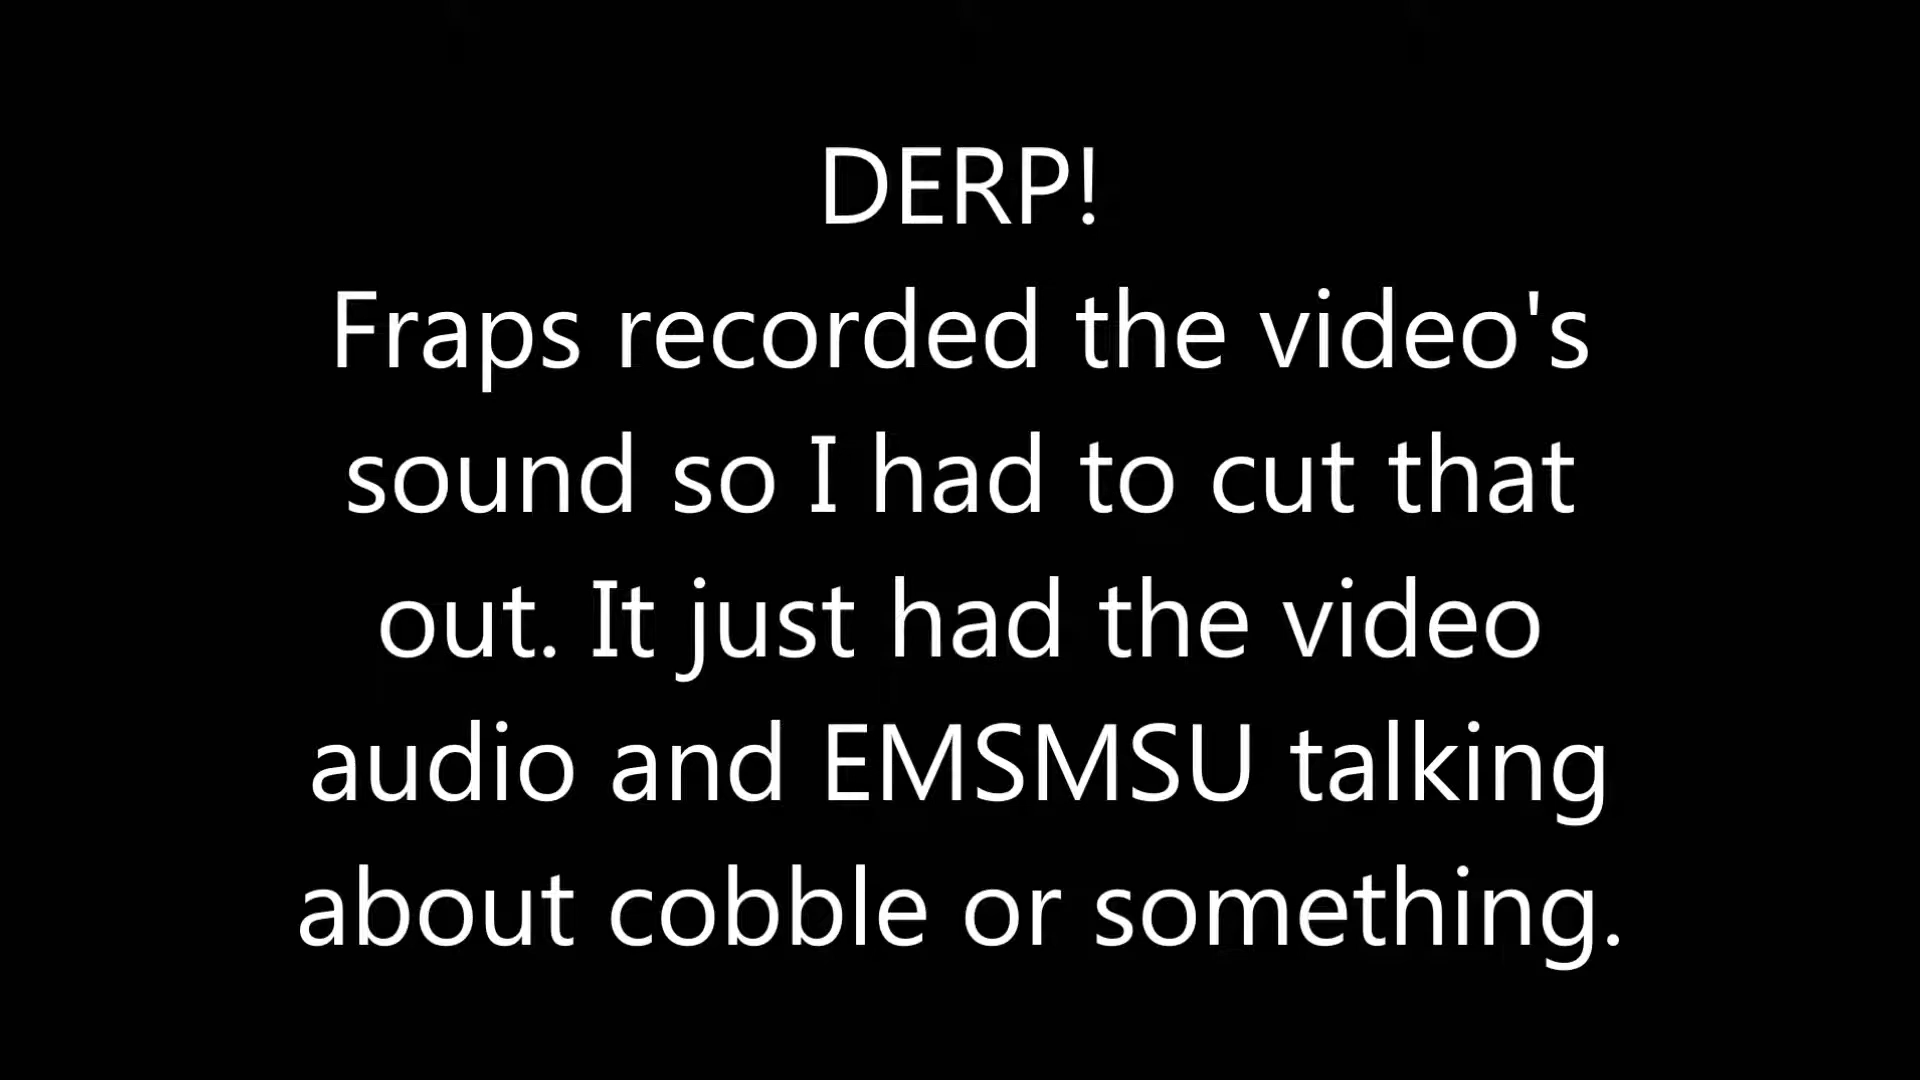 DERP!
Fraps recorded the video's
sound so I had to cut that
out. It just had the video
audio and EMSMSU talking
about cobble or something.